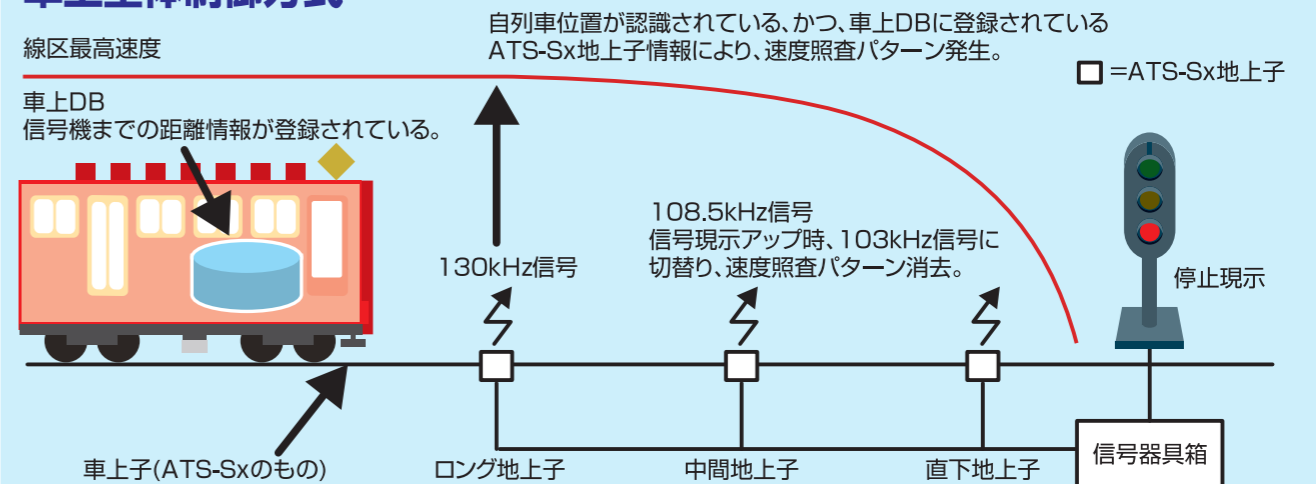 車上主体制御方式
自列車位置が認識されている、かつ、車上DBに登録されている
ATS-Sx地上子情報により、速度照査パターン発生。
線区最高速度
=ATS-Sx地上子
車上DB
信号機までの距離情報が登録されている。
108.5kHz信号
信号現示アップ時、103kHz信号に
切替り、速度照査パターン消去。
130kHz信号
停止現示
車上子(ATS-Sxのもの)
ロング地上子
中間地上子
直下地上子
信号器具箱